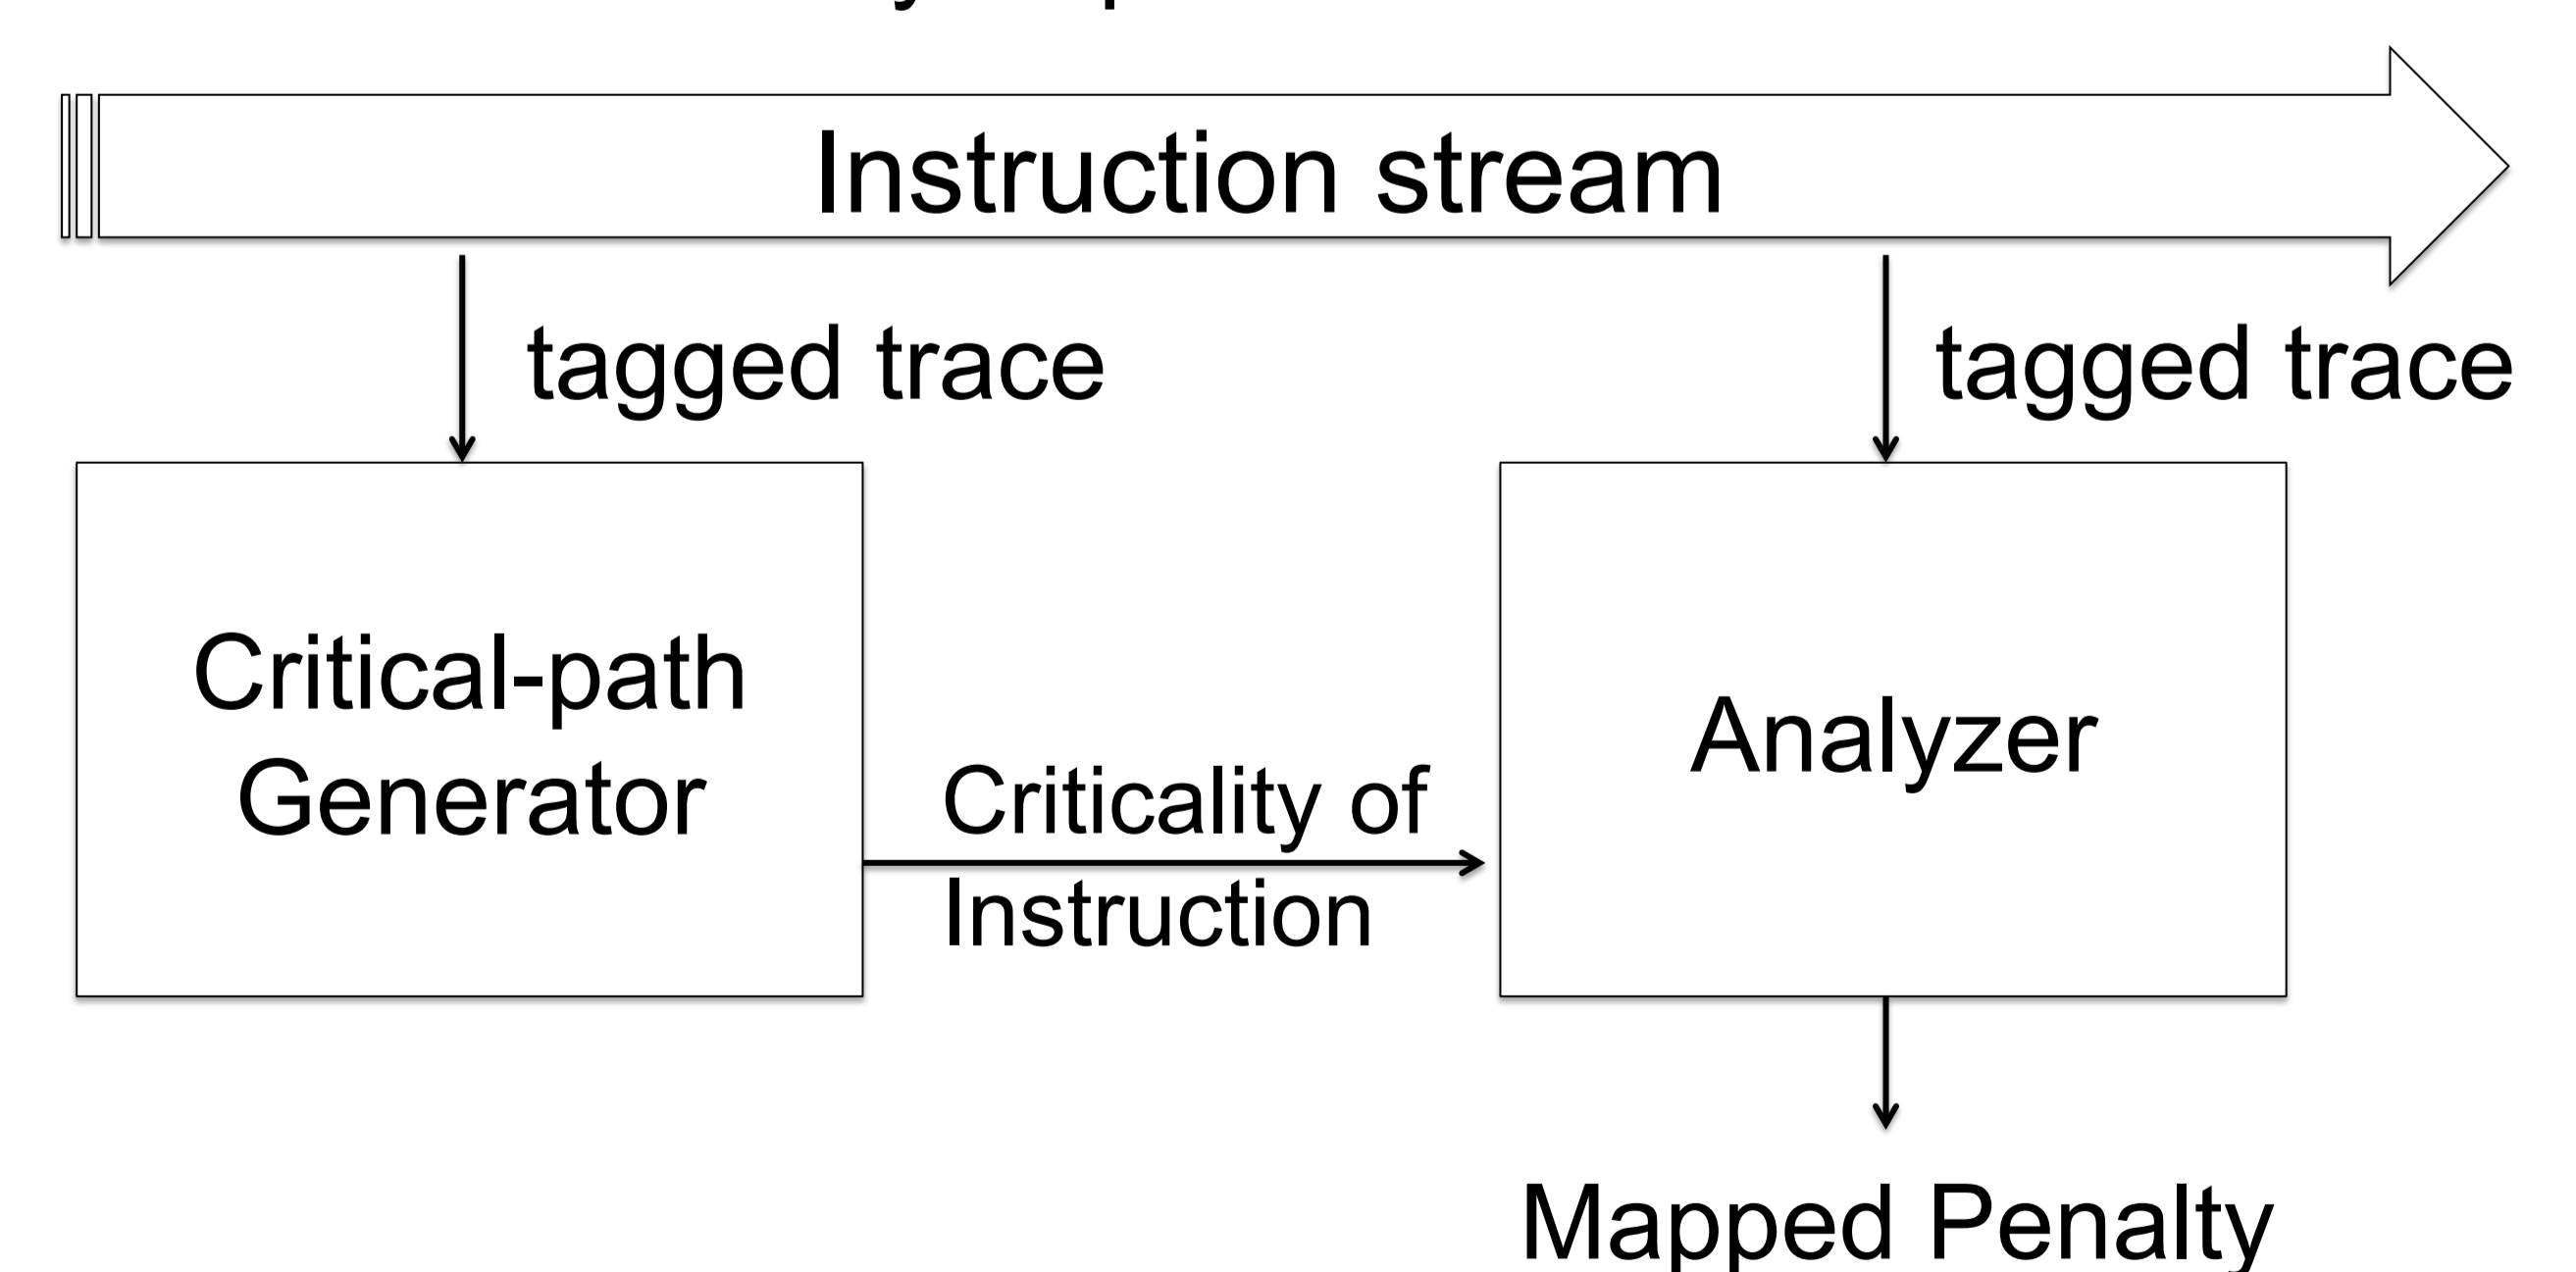 Instruction stream
tagged trace
tagged trace
Critical-path
Generator
Criticality of
Instruction
Analyzer
Mapped Penalty